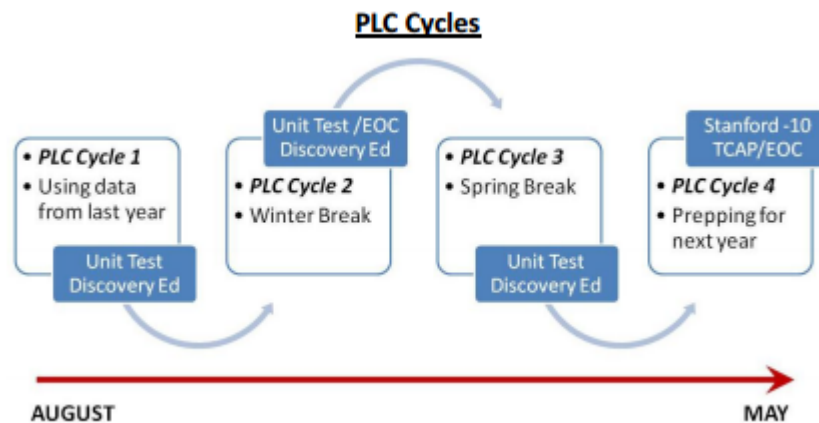 PLC Cycles
• PLC Cycle 1
• Using data
from last year
Unit Test
Discovery Ed
Unit Test /EOC
Discovery Ed
• PLC Cycle 2
• Winter Break
• PLC Cycle 3
• Spring Break
Unit Test
Discovery Ed
Stanford -10
TCAP/EOC
• PLC Cycle 4
• Prepping for
next year
AUGUST
MAY